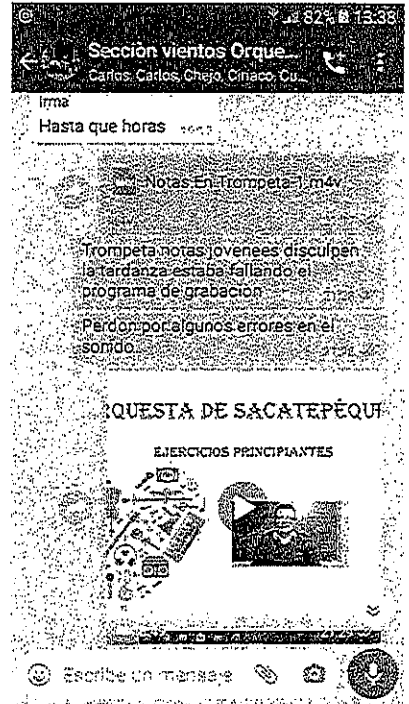 82% 13:38
Sección vientos Orque...
Carlos, Carlos, Chejo, Ciriaco, Cu...
Irma
Hasta que horas
Notas En Trompeta-1.m4v
Trompeta notas jovenees disculpen
la tardanza estaba fallando el
programa de grabación
Perdon por algunos errores en el
sonido
RQUESTA DE SACATEPÉQU
EJERCICIOS PRINCIPIANTES
Escribe un mensaje